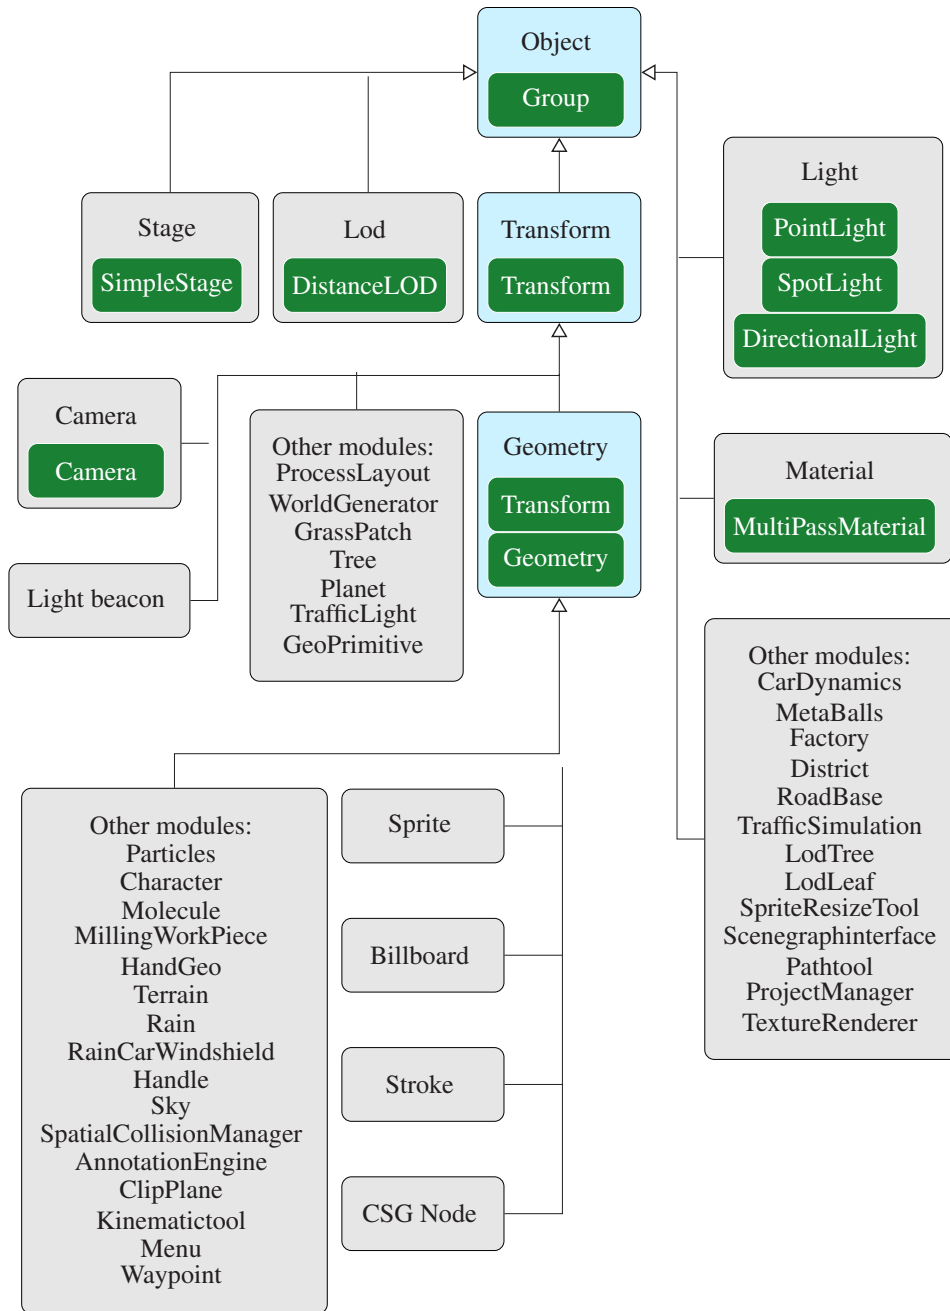 Object
Group
Stage
SimpleStage
Lod
DistanceLOD
Transform
Transform
Light
PointLight
SpotLight
DirectionalLight
Camera
Camera
Other modules:
ProcessLayout
WorldGenerator
GrassPatch
Tree
Planet
TrafficLight
GeoPrimitive
Geometry
Transform
Geometry
Material
MultiPassMaterial
Light beacon
Other modules:
CarDynamics
MetaBalls
Factory
District
RoadBase
TrafficSimulation
LodTree
LodLeaf
SpriteResizeTool
Scenegraphinterface
Pathtool
ProjectManager
TextureRenderer
Other modules:
Particles
Character
Molecule
MillingWorkPiece
HandGeo
Terrain
Rain
RainCarWindshield
Handle
Sky
SpatialCollisionManager
AnnotationEngine
ClipPlane
Kinematictool
Menu
Waypoint
Sprite
Billboard
Stroke
CSG Node